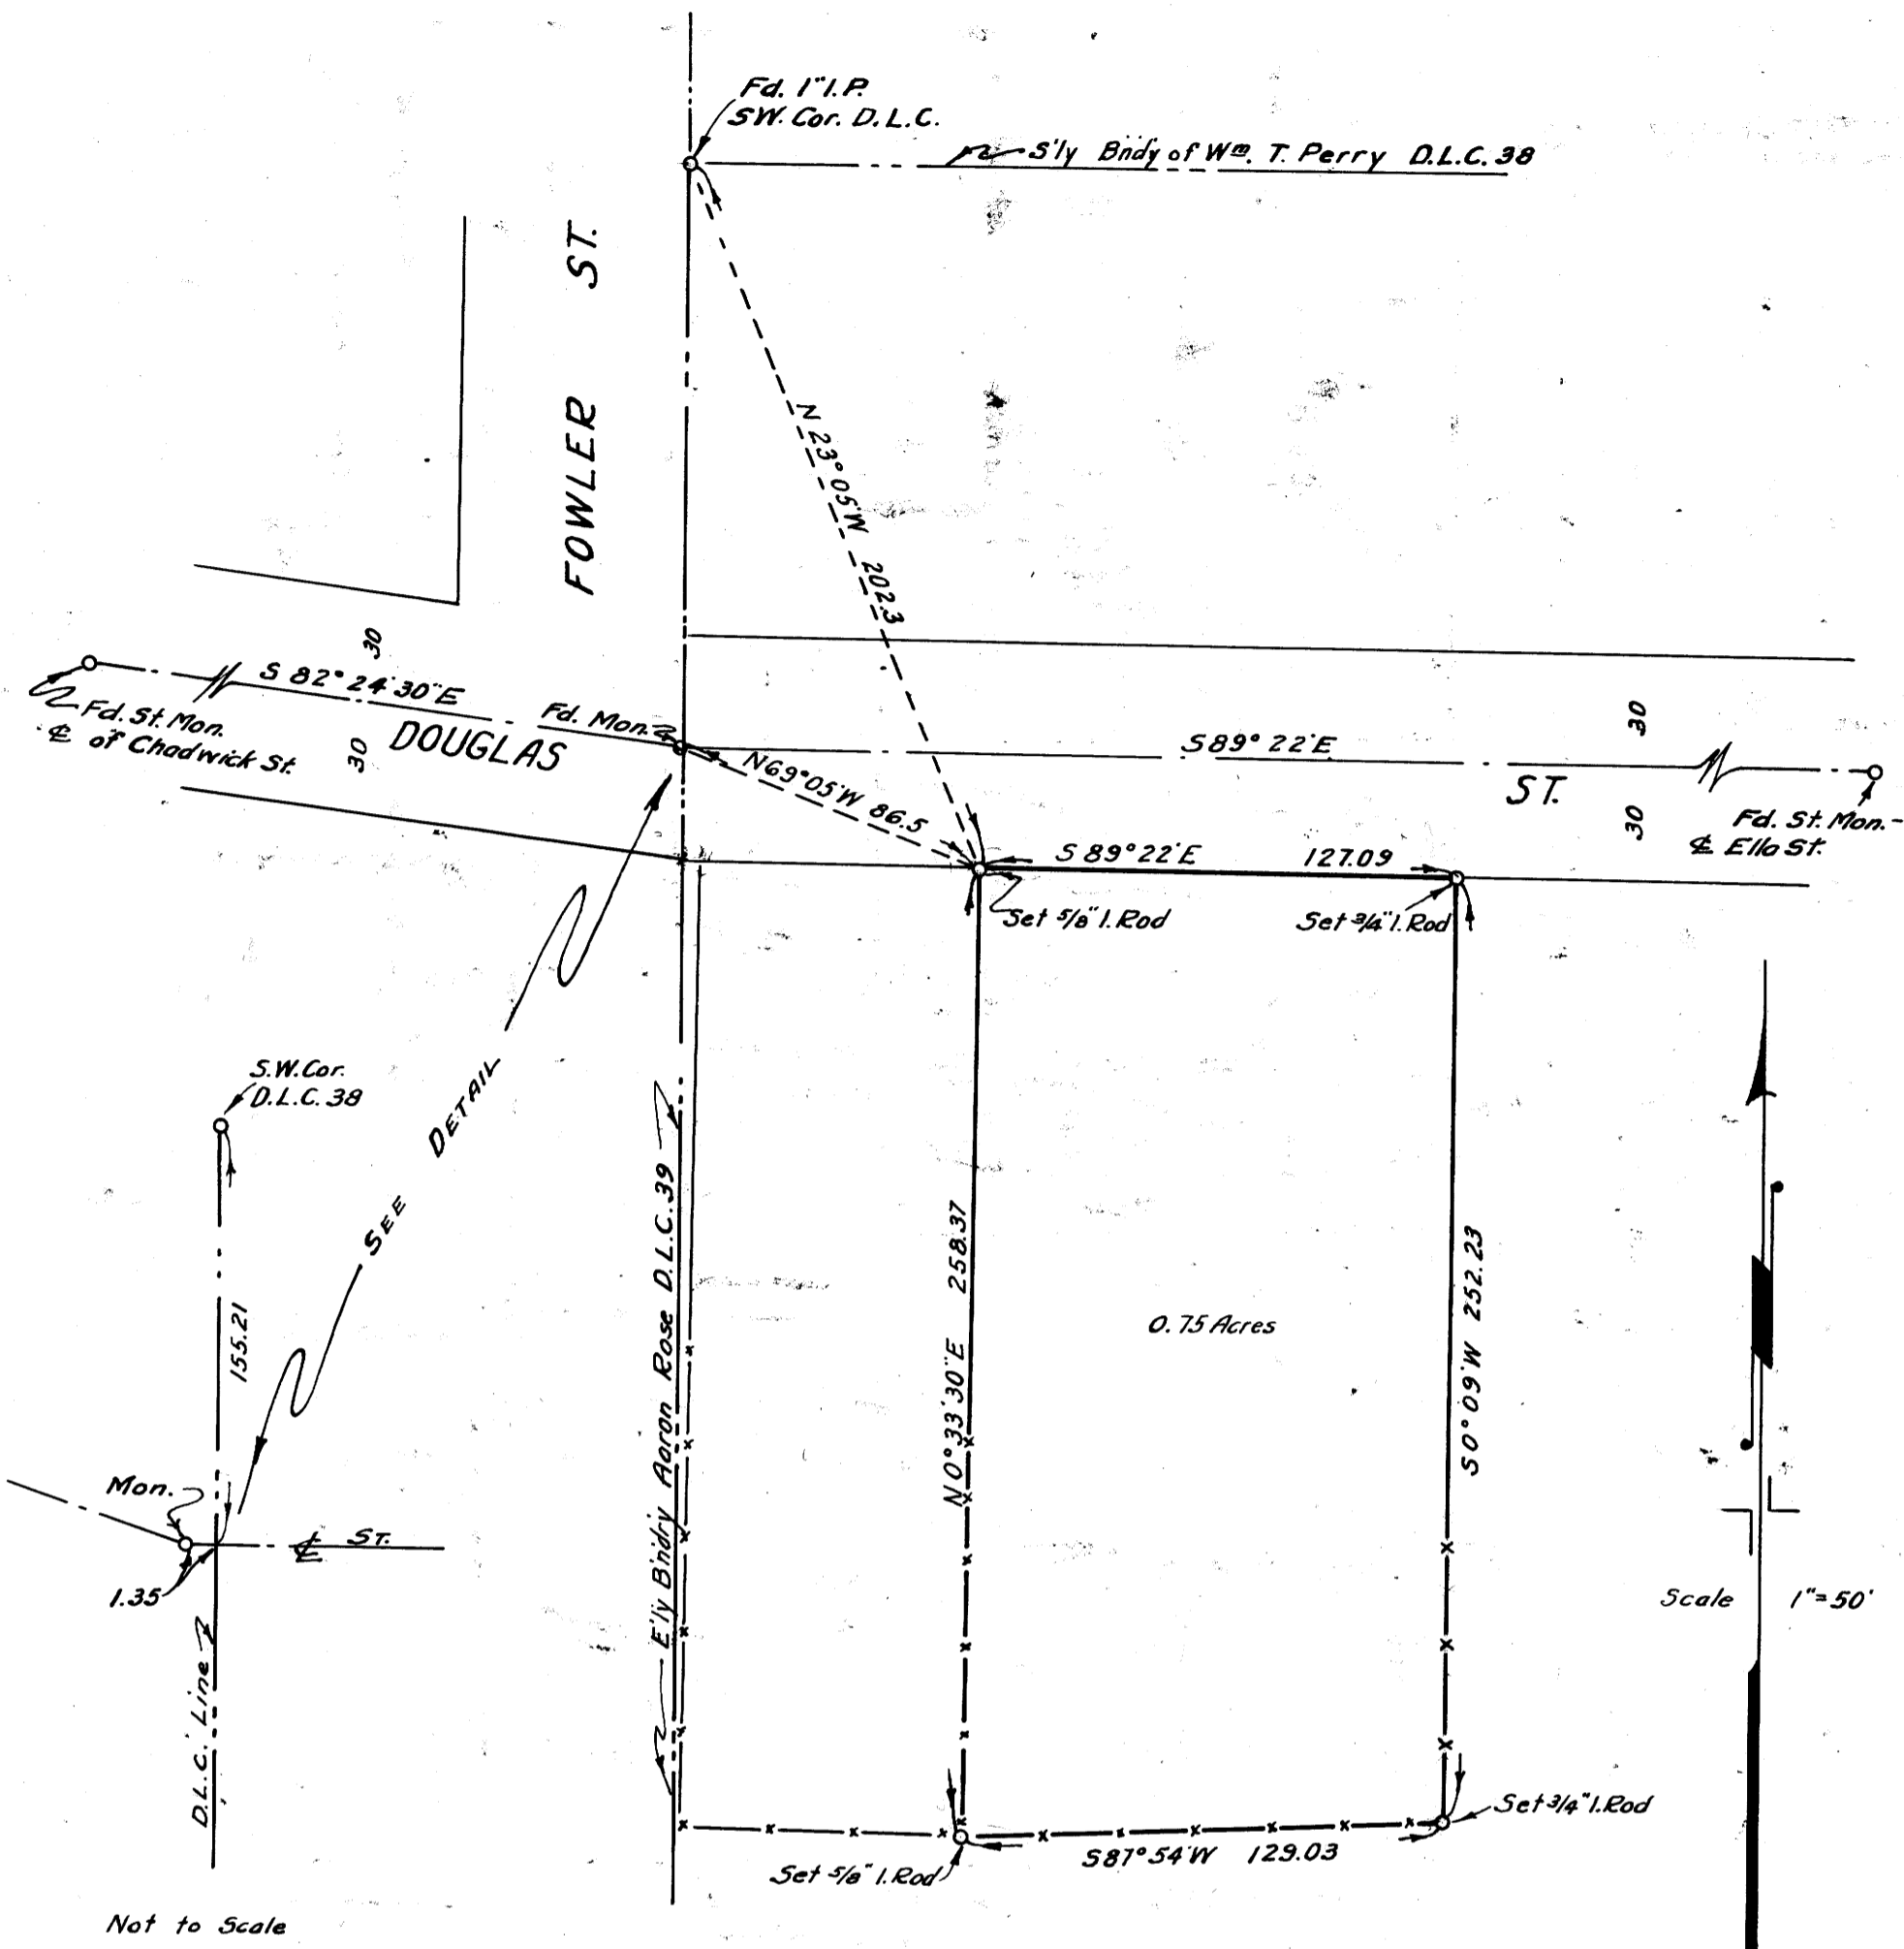 Fd. 1" I.P.
SW. Cor. D.L.C.
S'ly Bndy of Wm. T. Perry D.L.C. 38
FOWLER ST.
N 23° 05' W 202.3
30
S 82° 24' 30" E
Fd. St. Mon.
℄ of Chadwick St.
30
DOUGLAS
Fd. Mon.
N 69° 05' W 86.5
S 89° 22' E
30
ST.
30
Fd. St. Mon. -
℄ Ella St.
S 89° 22' E 127.09
Set 5/8" I. Rod
Set 3/4" I. Rod
S.W. Cor.
D.L.C. 38
SEE DETAIL
155.21
Mon.
℄ ST.
1.35
D.L.C. Line
E'ly B'ndry Aaron Rose D.L.C. 39
N 0° 33' 30" E 258.37
0.75 Acres
S 0° 09' W 252.23
Scale 1" = 50'
Set 3/4" I. Rod
S 87° 54' W 129.03
Set 5/8" I. Rod
Not to Scale